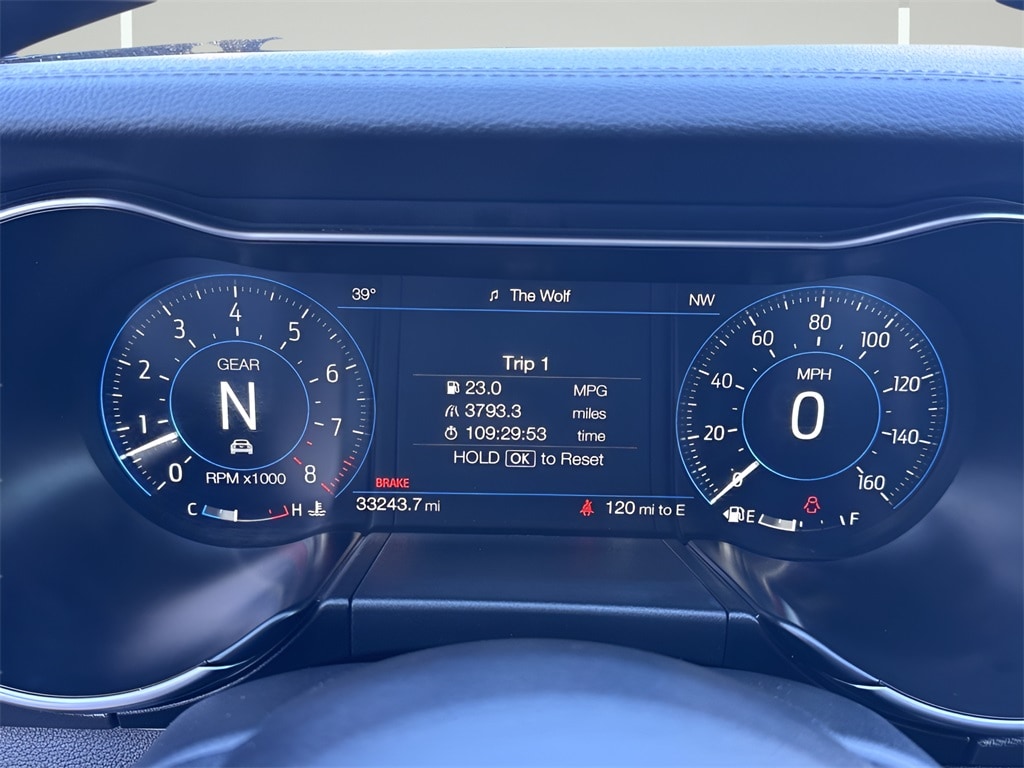 39° ♫ The Wolf NW
0 1 2 3 4 5 6 7 8
GEAR
N
RPM x1000
C H
Trip 1
23.0 MPG
3793.3 miles
109:29:53 time
HOLD OK to Reset
BRAKE
33243.7 mi 120 mi to E
0 20 40 60 80 100 120 140 160
MPH
0
E F